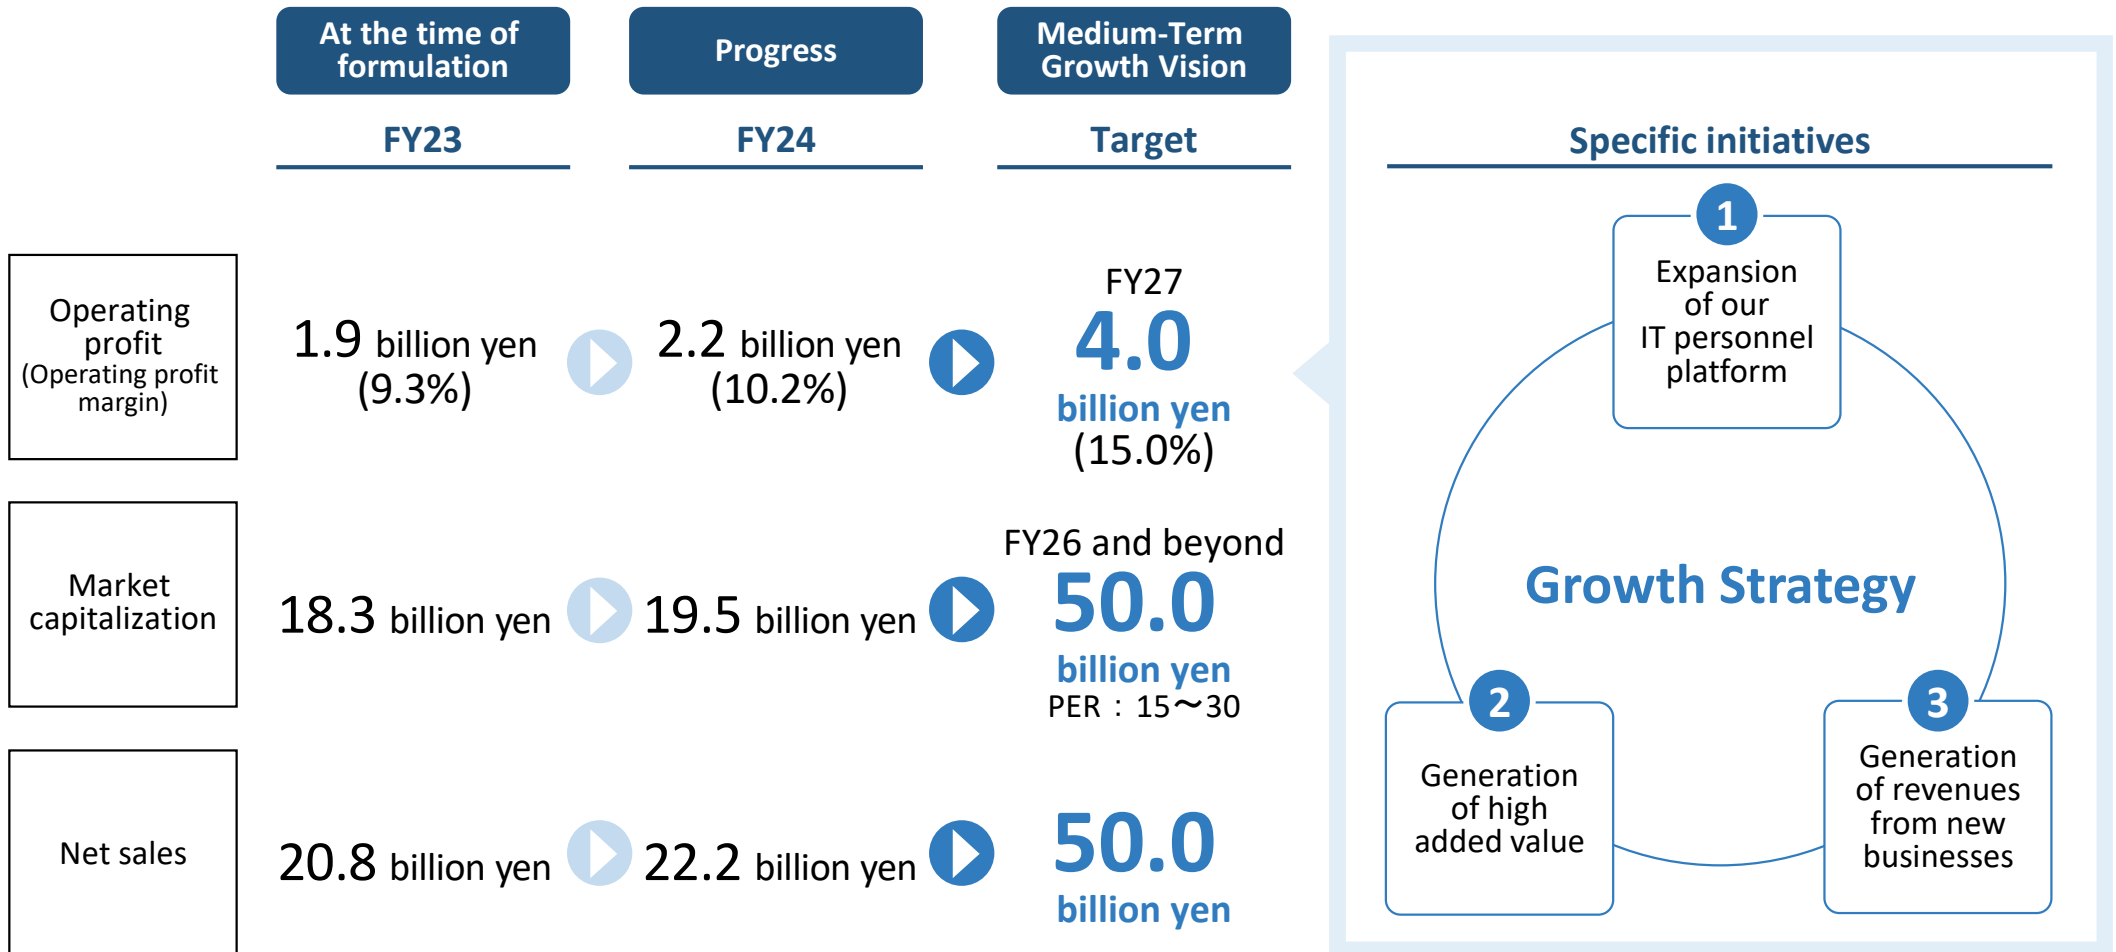 At the time of
formulation
Progress
Medium-Term
Growth Vision
FY23
FY24
Target
Operating
profit
(Operating profit
margin)
1.9 billion yen
(9.3%)
2.2 billion yen
(10.2%)
FY27
4.0
billion yen
(15.0%)
Market
capitalization
18.3 billion yen
19.5 billion yen
FY26 and beyond
50.0
billion yen
PER : 15～30
Net sales
20.8 billion yen
22.2 billion yen
50.0
billion yen
Specific initiatives
1
Expansion
of our
IT personnel
platform
Growth Strategy
2
Generation
of high
added value
3
Generation
of revenues
from new
businesses